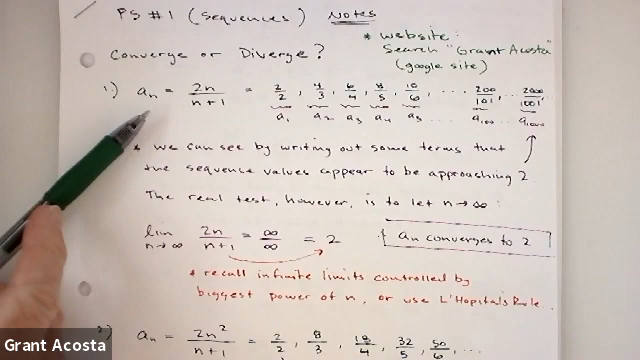 PS #1 (Sequences) Notes
* website:
Search "Grant Acosta"
(google site)
Converge or Diverge?
1.) an = 2n/n+1 = 2/2, 4/3, 6/4, 8/5, 10/6, ... 200/101, ... 2000/1001
a1 a2 a3 a4 a5 a100 a1000
* we can see by writing out some terms that
the sequence values appear to be approaching 2
The real test, however, is to let n→∞:
lim n→∞ 2n/n+1 = ∞/∞ = 2
an converges to 2
* recall infinite limits controlled by
biggest power of n, or use L'Hopital's Rule...
2) an = 2n²/n+1 = 2/2, 8/3, 18/4, 32/5, 50/6, ...
Grant Acosta